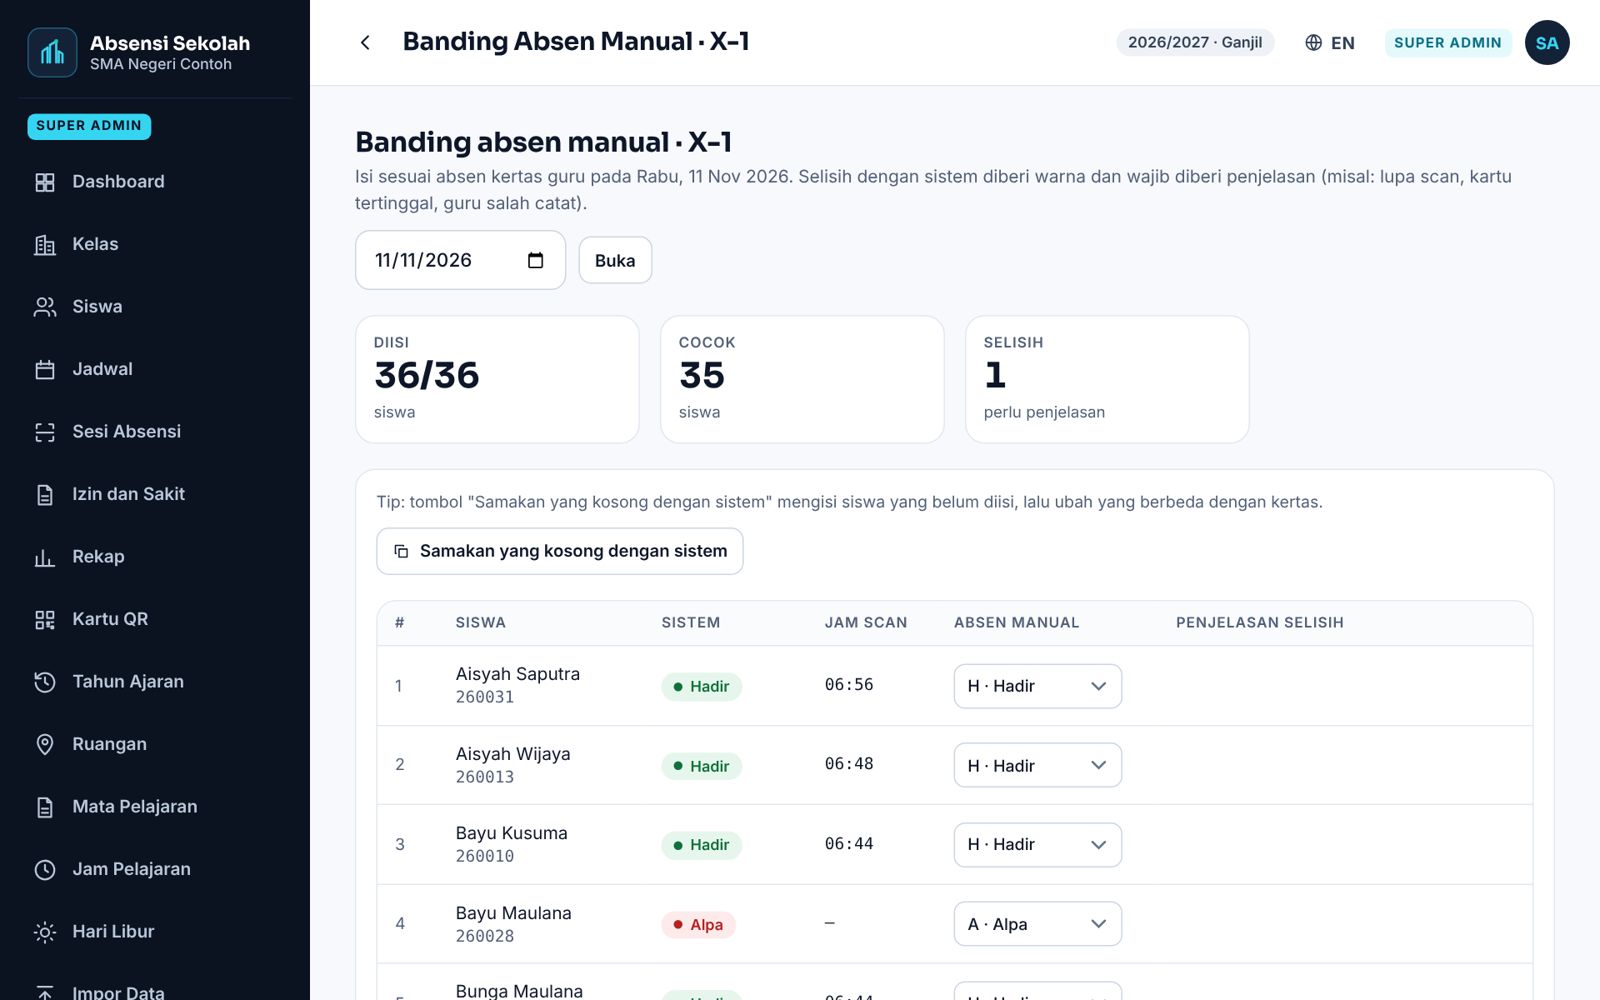 Absensi Sekolah
SMA Negeri Contoh
SUPER ADMIN
Dashboard
Kelas
Siswa
Jadwal
Sesi Absensi
Izin dan Sakit
Rekap
Kartu QR
Tahun Ajaran
Ruangan
Mata Pelajaran
Jam Pelajaran
Hari Libur
Impor Data
Banding Absen Manual · X-1
2026/2027 · Ganjil
EN
SUPER ADMIN
SA
Banding absen manual · X-1
Isi sesuai absen kertas guru pada Rabu, 11 Nov 2026. Selisih dengan sistem diberi warna dan wajib diberi penjelasan (misal: lupa scan, kartu
tertinggal, guru salah catat).
11/11/2026
Buka
DIISI
36/36
siswa
COCOK
35
siswa
SELISIH
1
perlu penjelasan
Tip: tombol "Samakan yang kosong dengan sistem" mengisi siswa yang belum diisi, lalu ubah yang berbeda dengan kertas.
Samakan yang kosong dengan sistem
# SISWA SISTEM JAM SCAN ABSEN MANUAL PENJELASAN SELISIH
1 Aisyah Saputra 260031 Hadir 06:56 H · Hadir
2 Aisyah Wijaya 260013 Hadir 06:48 H · Hadir
3 Bayu Kusuma 260010 Hadir 06:44 H · Hadir
4 Bayu Maulana 260028 Alpa — A · Alpa
Bunga Maulana